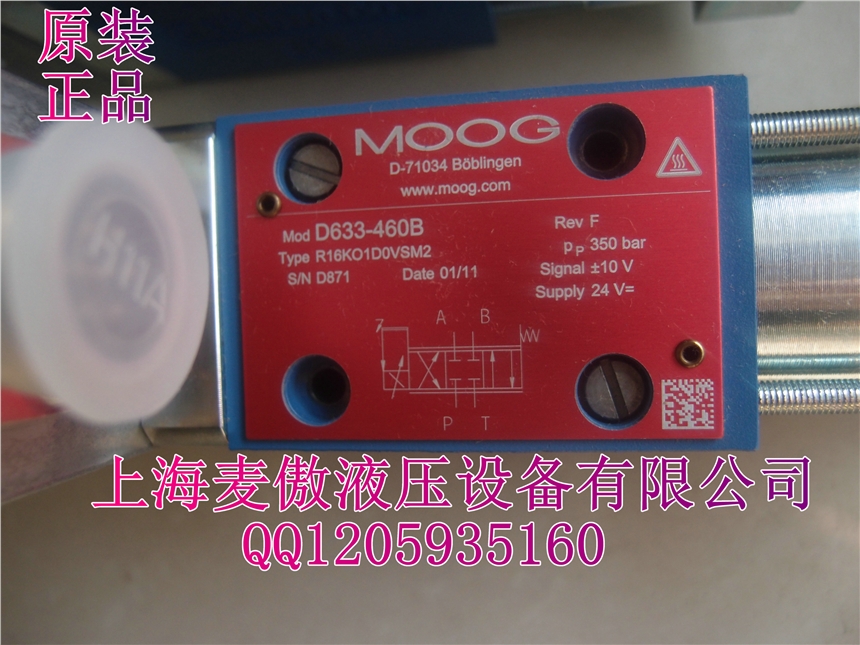 原装
正品
MOOG
D-71034 Böblingen
www.moog.com
Mod D633-460B
Type R16KO1D0VSM2
S/N D871 Date 01/11
Rev F
pP 350 bar
Signal ±10 V
Supply 24 V=
A B
P T
上海麦傲液压设备有限公司
QQ1205935160